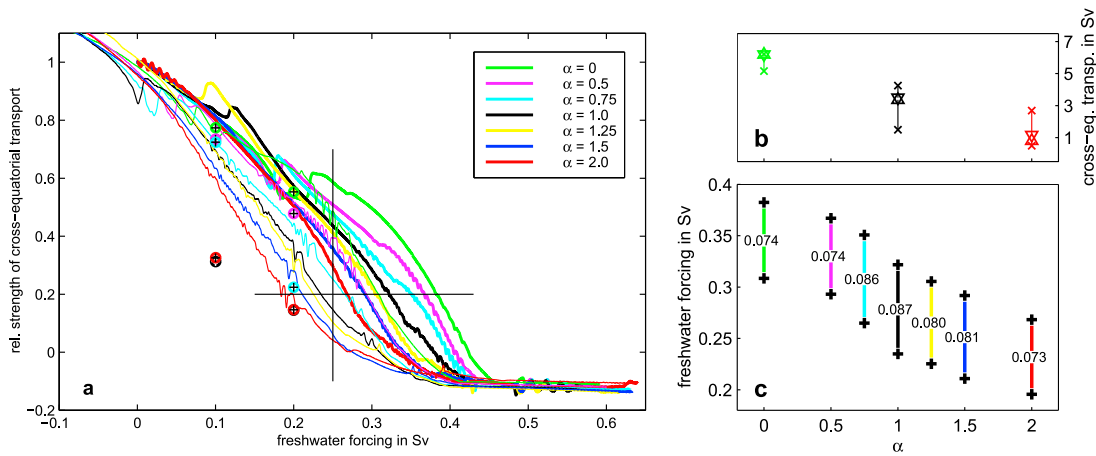 rel. strength of cross−equatorial transport
1
0.8
0.6
0.4
0.2
0
−0.2
−0.1
0
0.1
0.2
0.3
0.4
0.5
0.6
freshwater forcing in Sv
a
α = 0
α = 0.5
α = 0.75
α = 1.0
α = 1.25
α = 1.5
α = 2.0
b
7
5
3
1
cross−eq. transp. in Sv
freshwater forcing in Sv
0.4
0.35
0.3
0.25
0.2
0.074
0.074
0.086
0.087
0.080
0.081
0.073
c
0
0.5
1
1.5
2
α